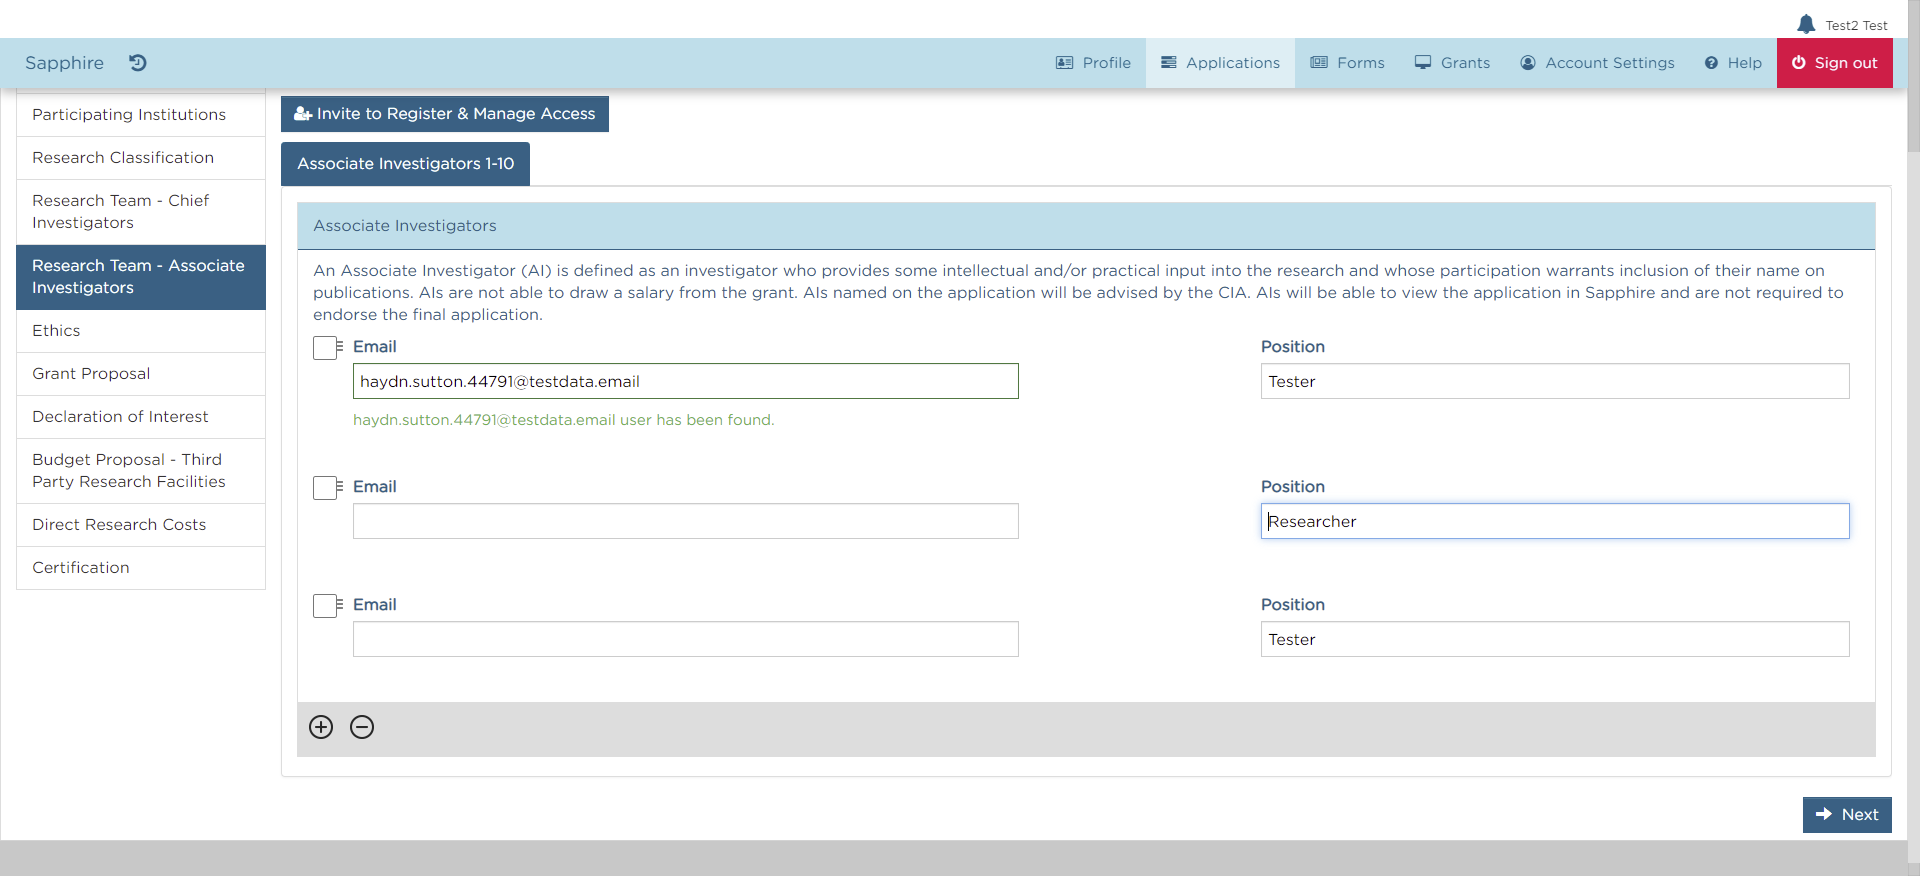 Test2 Test
Sapphire
Profile
Applications
Forms
Grants
Account Settings
Help
Sign out
Participating Institutions
Research Classification
Research Team - Chief
Investigators
Research Team - Associate
Investigators
Ethics
Grant Proposal
Declaration of Interest
Budget Proposal - Third
Party Research Facilities
Direct Research Costs
Certification
Invite to Register & Manage Access
Associate Investigators 1-10
Associate Investigators
An Associate Investigator (AI) is defined as an investigator who provides some intellectual and/or practical input into the research and whose participation warrants inclusion of their name on
publications. AIs are not able to draw a salary from the grant. AIs named on the application will be advised by the CIA. AIs will be able to view the application in Sapphire and are not required to
endorse the final application.
Email
Position
haydn.sutton.44791@testdata.email
Tester
haydn.sutton.44791@testdata.email user has been found.
Email
Position
Researcher
Email
Position
Tester
Next